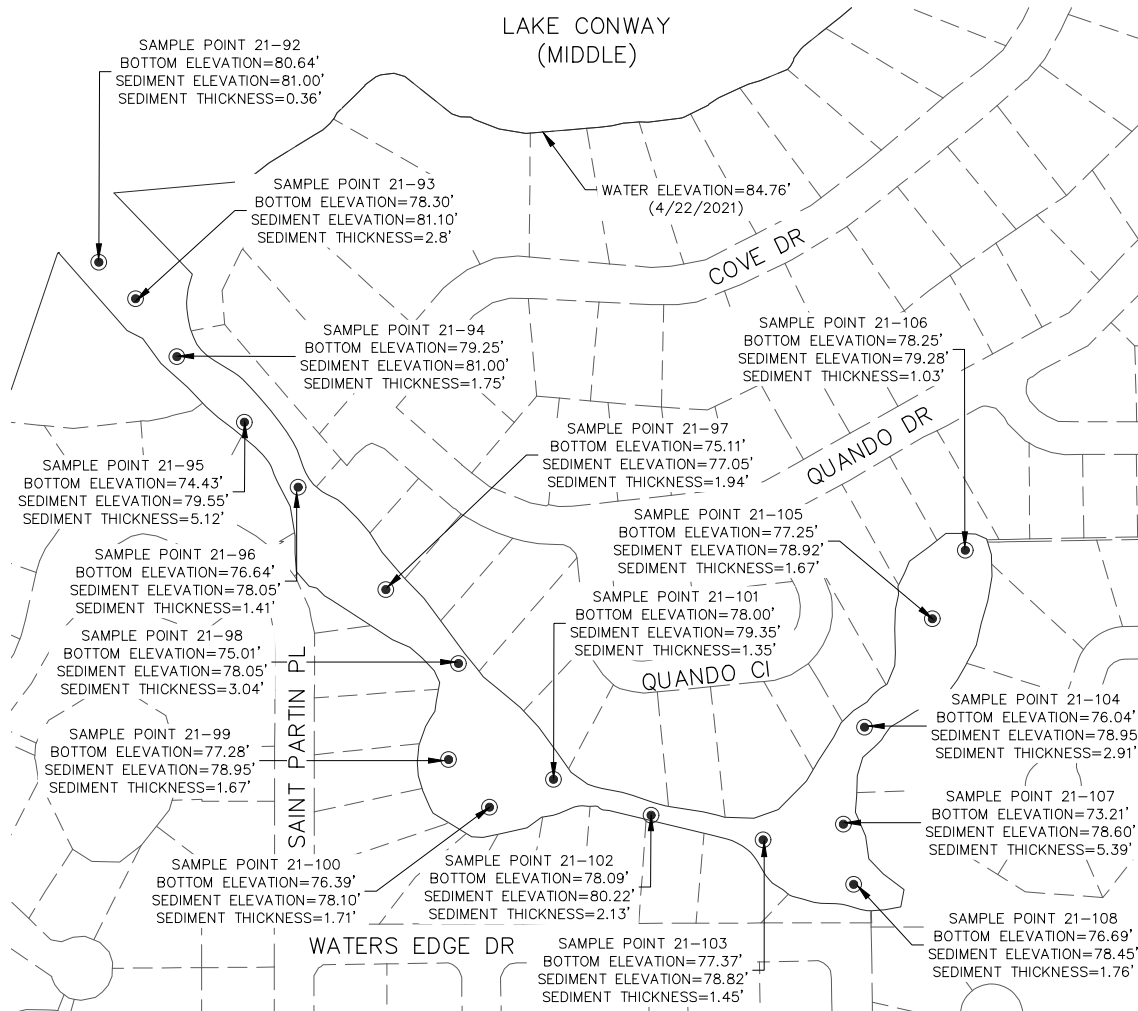 LAKE CONWAY
(MIDDLE)
SAMPLE POINT 21-92
BOTTOM ELEVATION=80.64'
SEDIMENT ELEVATION=81.00'
SEDIMENT THICKNESS=0.36'
SAMPLE POINT 21-93
BOTTOM ELEVATION=78.30'
SEDIMENT ELEVATION=81.10'
SEDIMENT THICKNESS=2.8'
WATER ELEVATION=84.76'
(4/22/2021)
COVE DR
SAMPLE POINT 21-94
BOTTOM ELEVATION=79.25'
SEDIMENT ELEVATION=81.00'
SEDIMENT THICKNESS=1.75'
SAMPLE POINT 21-106
BOTTOM ELEVATION=78.25'
SEDIMENT ELEVATION=79.28'
SEDIMENT THICKNESS=1.03'
QUANDO DR
SAMPLE POINT 21-97
BOTTOM ELEVATION=75.11'
SEDIMENT ELEVATION=77.05'
SEDIMENT THICKNESS=1.94'
SAMPLE POINT 21-95
BOTTOM ELEVATION=74.43'
SEDIMENT ELEVATION=79.55'
SEDIMENT THICKNESS=5.12'
SAMPLE POINT 21-105
BOTTOM ELEVATION=77.25'
SEDIMENT ELEVATION=78.92'
SEDIMENT THICKNESS=1.67'
SAMPLE POINT 21-96
BOTTOM ELEVATION=76.64'
SEDIMENT ELEVATION=78.05'
SEDIMENT THICKNESS=1.41'
SAMPLE POINT 21-101
BOTTOM ELEVATION=78.00'
SEDIMENT ELEVATION=79.35'
SEDIMENT THICKNESS=1.35'
QUANDO CI
SAMPLE POINT 21-98
BOTTOM ELEVATION=75.01'
SEDIMENT ELEVATION=78.05'
SEDIMENT THICKNESS=3.04'
SAINT PARTIN PL
SAMPLE POINT 21-104
BOTTOM ELEVATION=76.04'
SEDIMENT ELEVATION=78.95
SEDIMENT THICKNESS=2.91'
SAMPLE POINT 21-99
BOTTOM ELEVATION=77.28'
SEDIMENT ELEVATION=78.95'
SEDIMENT THICKNESS=1.67'
SAMPLE POINT 21-107
BOTTOM ELEVATION=73.21'
SEDIMENT ELEVATION=78.60'
SEDIMENT THICKNESS=5.39'
SAMPLE POINT 21-100
BOTTOM ELEVATION=76.39'
SEDIMENT ELEVATION=78.10'
SEDIMENT THICKNESS=1.71'
SAMPLE POINT 21-102
BOTTOM ELEVATION=78.09'
SEDIMENT ELEVATION=80.22'
SEDIMENT THICKNESS=2.13'
WATERS EDGE DR
SAMPLE POINT 21-103
BOTTOM ELEVATION=77.37'
SEDIMENT ELEVATION=78.82'
SEDIMENT THICKNESS=1.45'
SAMPLE POINT 21-108
BOTTOM ELEVATION=76.69'
SEDIMENT ELEVATION=78.45'
SEDIMENT THICKNESS=1.76'